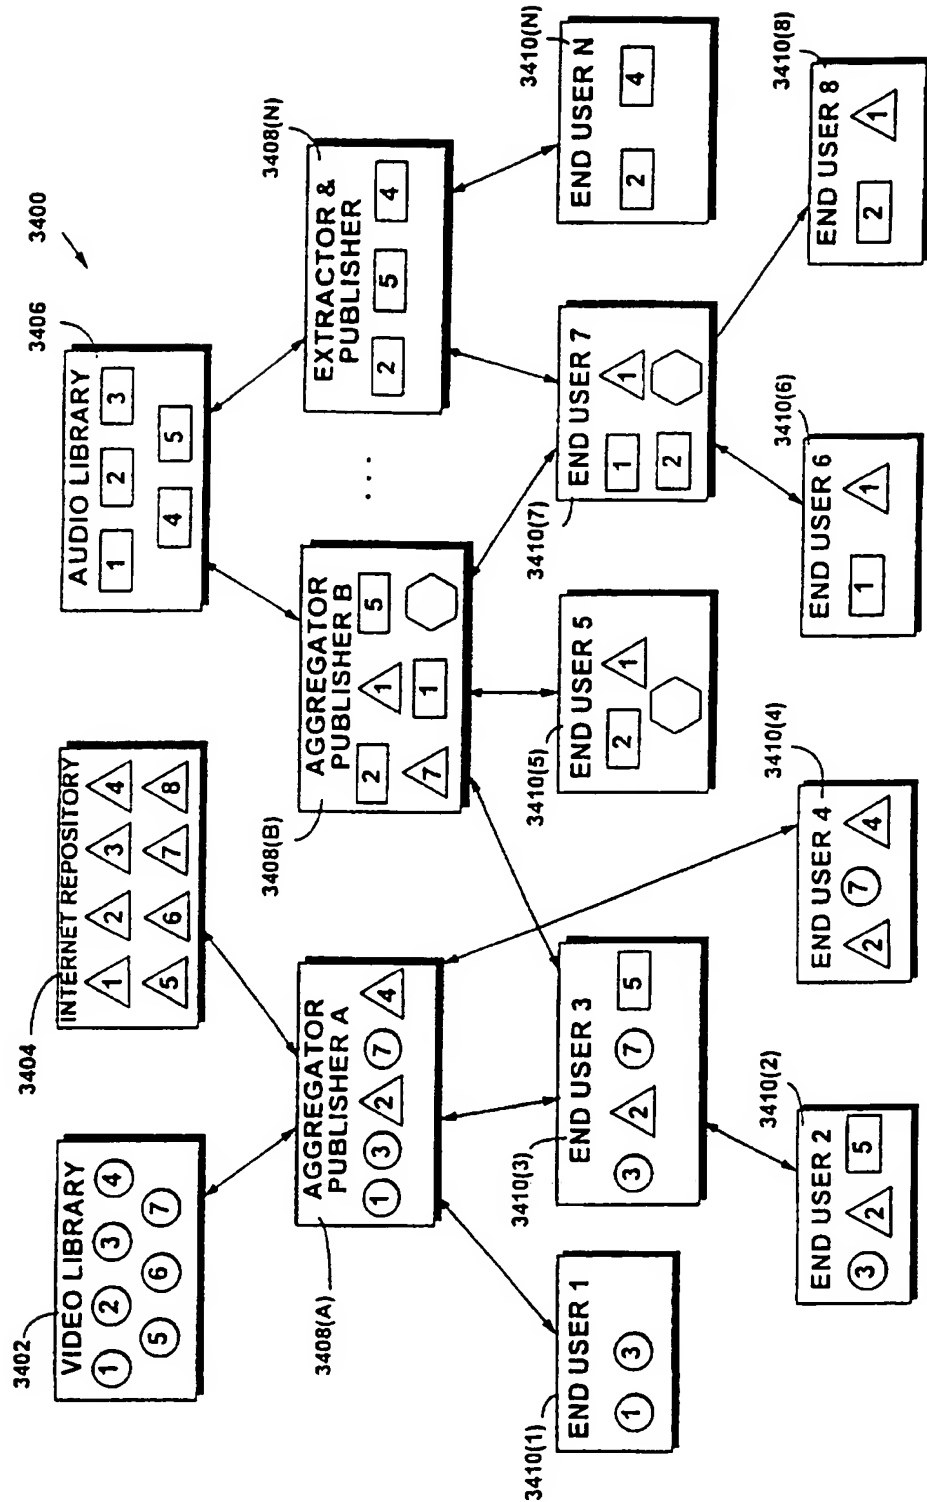 3400
3402
VIDEO LIBRARY
1 2 3 4
5 6 7
3404
INTERNET REPOSITORY
1 2 3 4
5 6 7 8
3406
AUDIO LIBRARY
1 2 3
4 5
3408(A)
AGGREGATOR
PUBLISHER A
1 3 2 7 4
3408(B)
AGGREGATOR
PUBLISHER B
2 1 5
7 1
. . .
3408(N)
EXTRACTOR &
PUBLISHER
2 5 4
3410(1)
END USER 1
1 3
3410(3)
END USER 3
3 2 7 5
3410(5)
END USER 5
2 1
3410(7)
END USER 7
1 1
2
3410(N)
END USER N
2 4
3410(2)
END USER 2
3 2 5
3410(4)
END USER 4
2 7 4
3410(6)
END USER 6
1 1
3410(8)
END USER 8
2 1